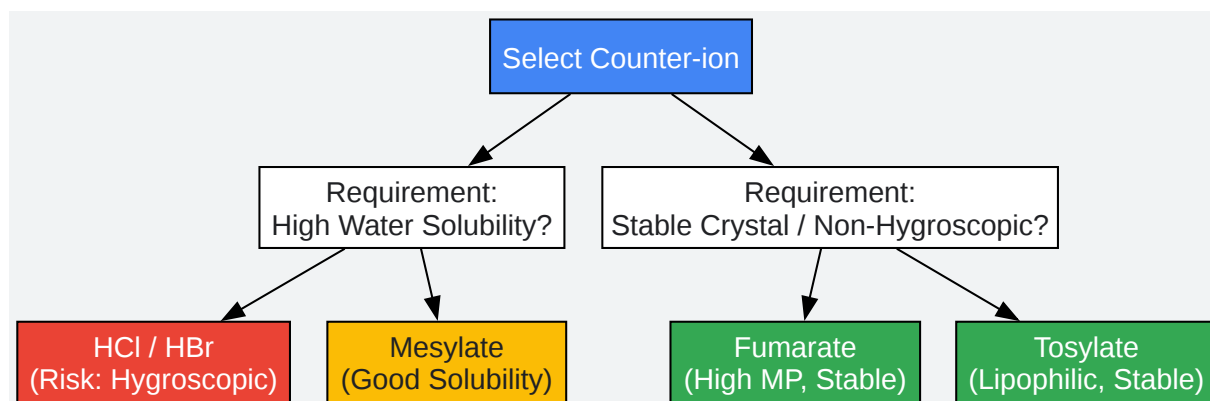 Select Counter-ion
Requirement:
High Water Solubility?
Requirement:
Stable Crystal / Non-Hygroscopic?
HCl / HBr
(Risk: Hygroscopic)
Mesylate
(Good Solubility)
Fumarate
(High MP, Stable)
Tosylate
(Lipophilic, Stable)